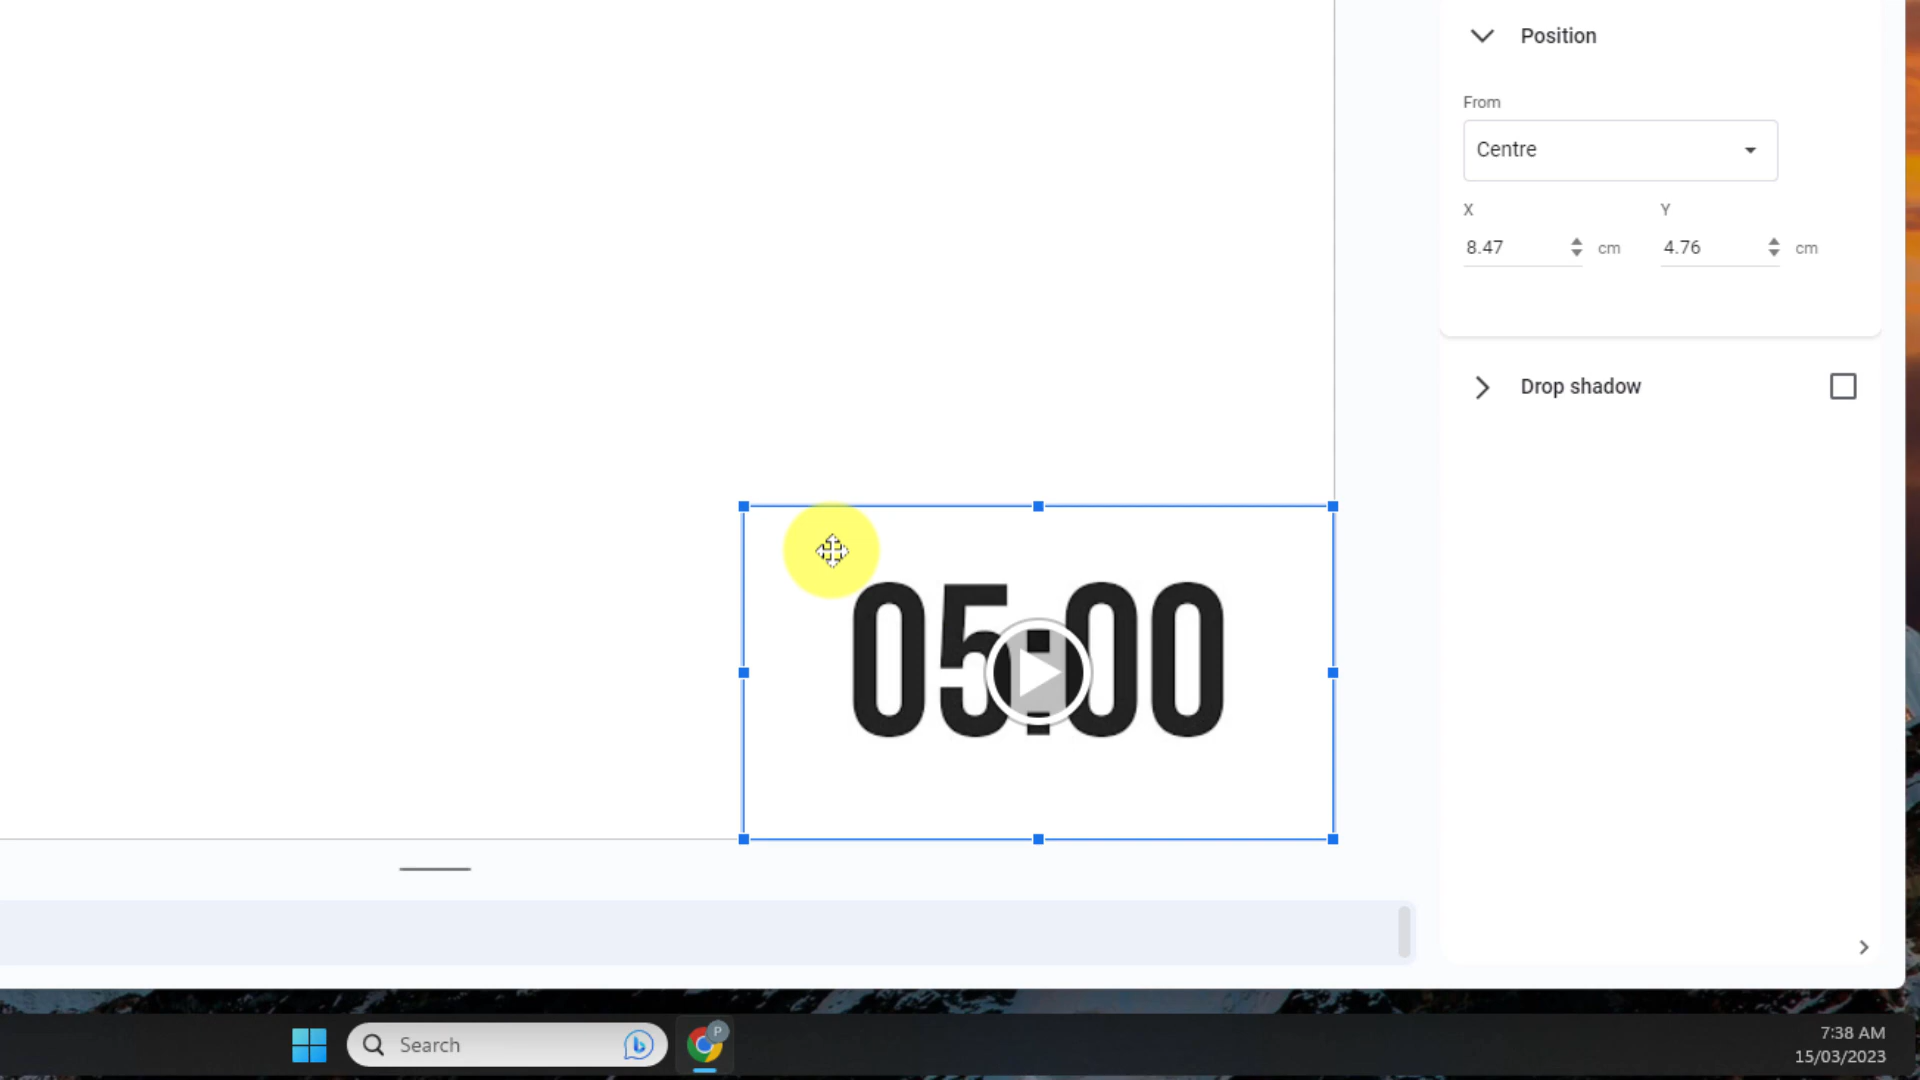 Position
From
Centre
X Y
8.47 cm 4.76 cm
Drop shadow
05:00
Search
P
7:38 AM
15/03/2023